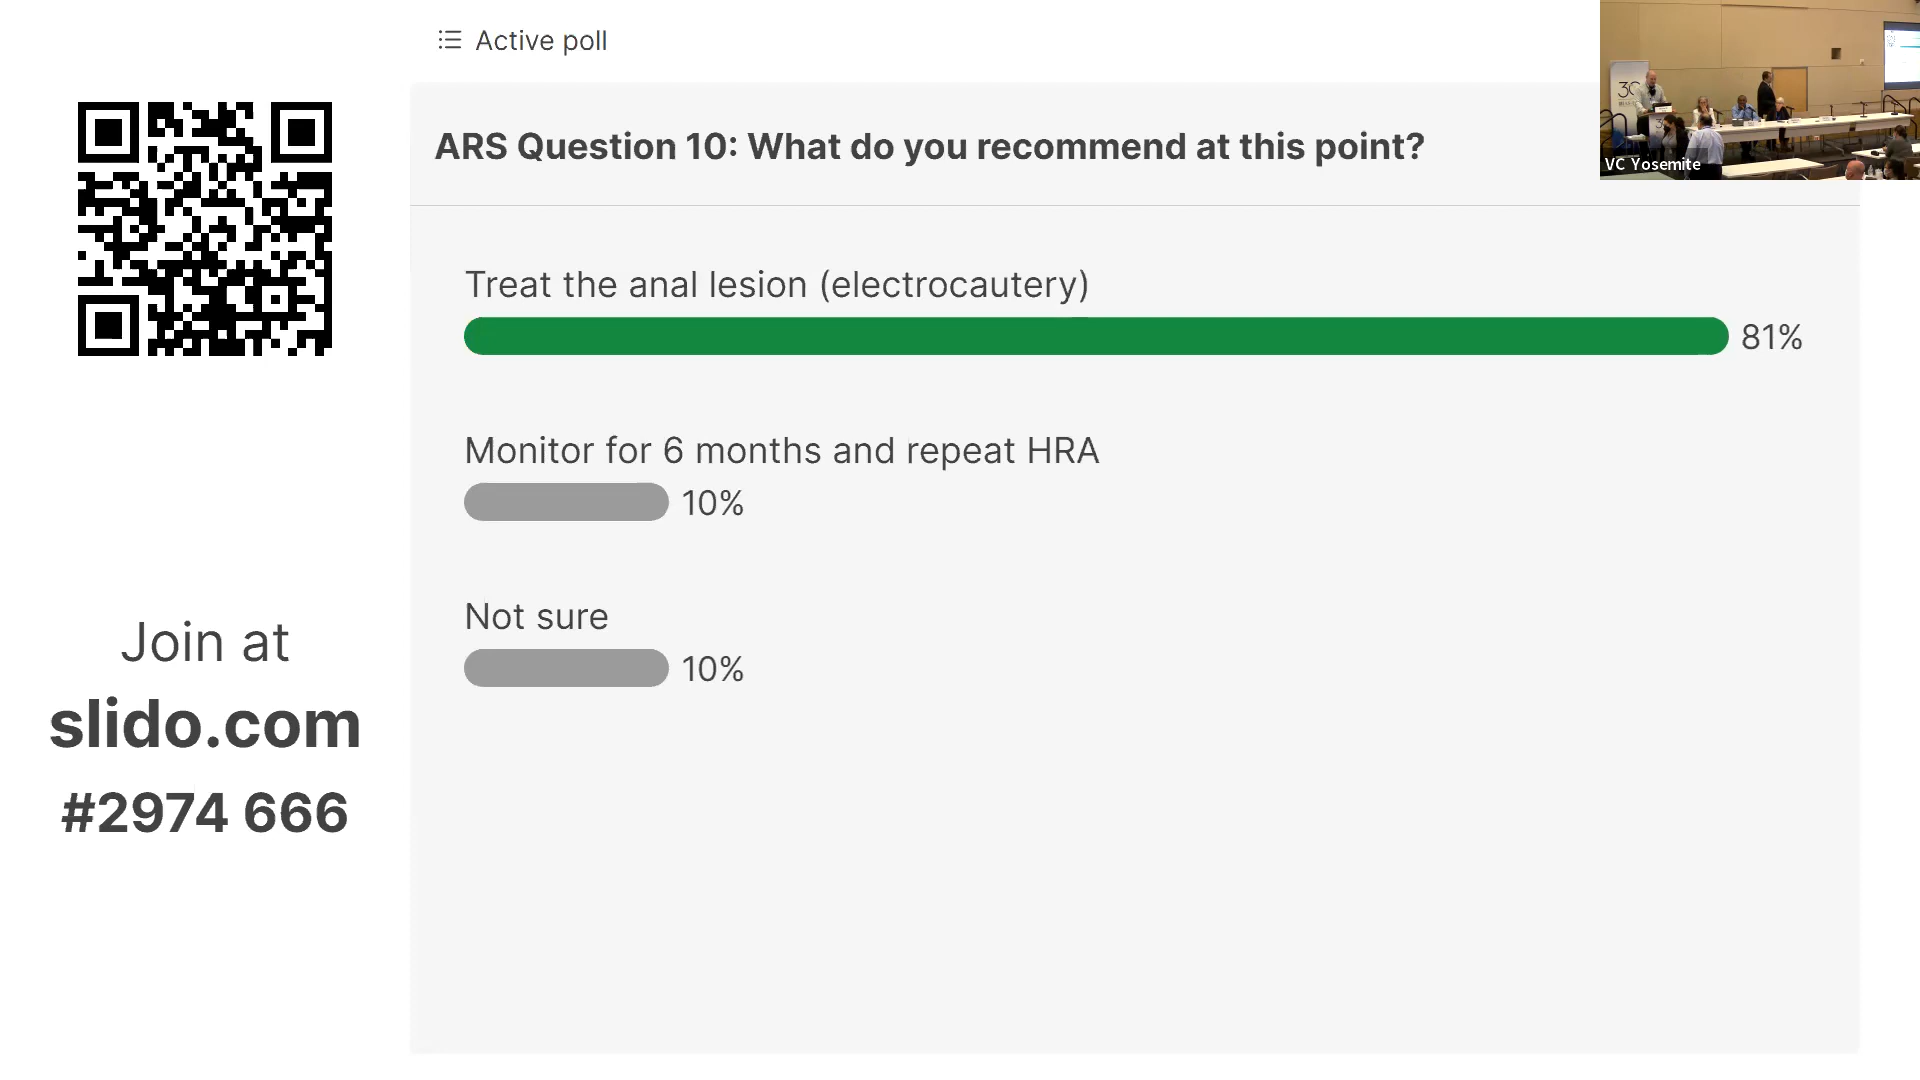 Active poll
ARS Question 10: What do you recommend at this point?
Treat the anal lesion (electrocautery)
81%
Monitor for 6 months and repeat HRA
10%
Not sure
10%
Join at
slido.com
#2974 666
30
VC Yosemite